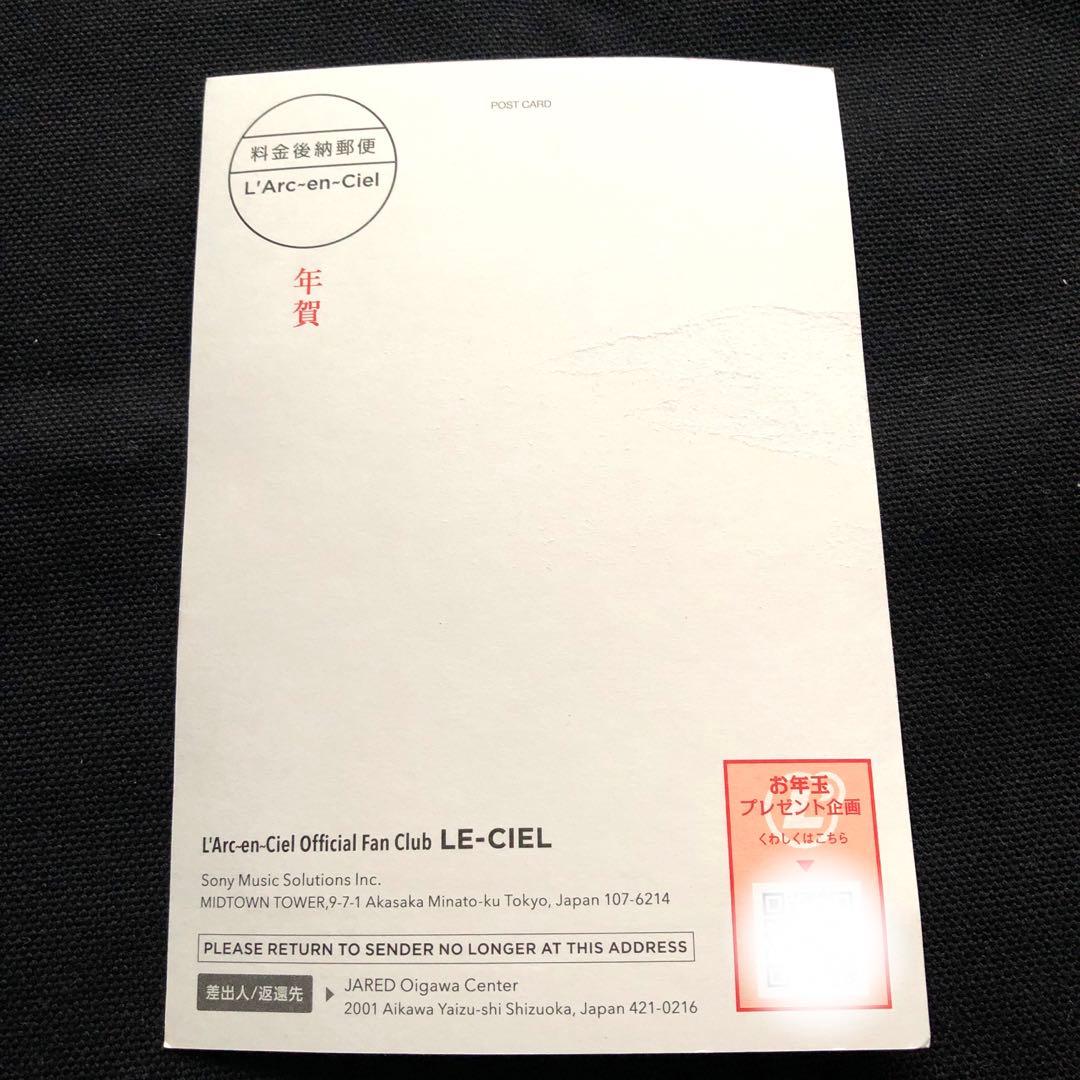 POST CARD
料金後納郵便
L'Arc~en~Ciel
年賀
お年玉
プレゼント企画
くわしくはこちら
L'Arc~en~Ciel Official Fan Club LE-CIEL
Sony Music Solutions Inc.
MIDTOWN TOWER,9-7-1 Akasaka Minato-ku Tokyo, Japan 107-6214
PLEASE RETURN TO SENDER NO LONGER AT THIS ADDRESS
差出人/返還先
JARED Oigawa Center
2001 Aikawa Yaizu-shi Shizuoka, Japan 421-0216